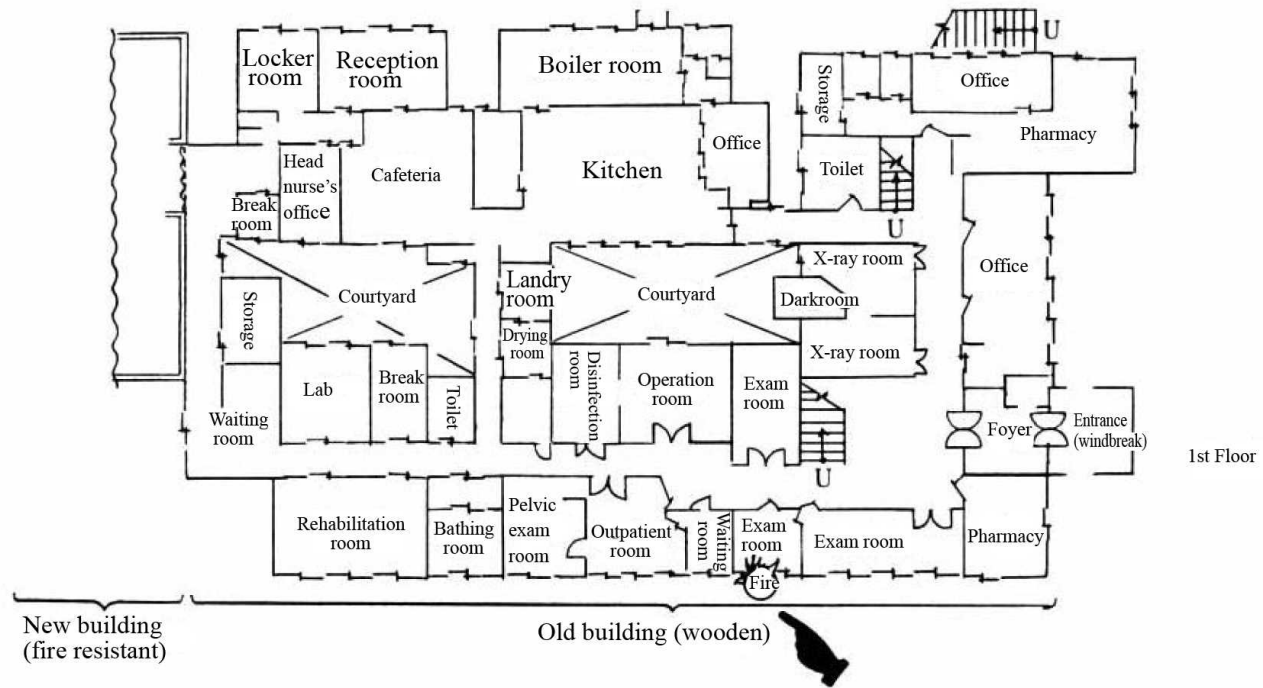 U
Locker
room
Reception
room
Boiler room
Storage
Office
Pharmacy
Office
Toilet
Kitchen
Cafeteria
Head
nurse's
office
Break
room
U
X-ray room
Office
Landry
room
Courtyard
Courtyard
Darkroom
Storage
Drying
room
X-ray room
Disinfection
room
Operation
room
Exam
room
Lab
Break
room
Toilet
Waiting
room
Foyer
Entrance
(windbreak)
1st Floor
U
Rehabilitation
room
Bathing
room
Pelvic
exam
room
Outpatient
room
Waiting
room
Exam
room
Exam room
Pharmacy
Fire
New building
(fire resistant)
Old building (wooden)